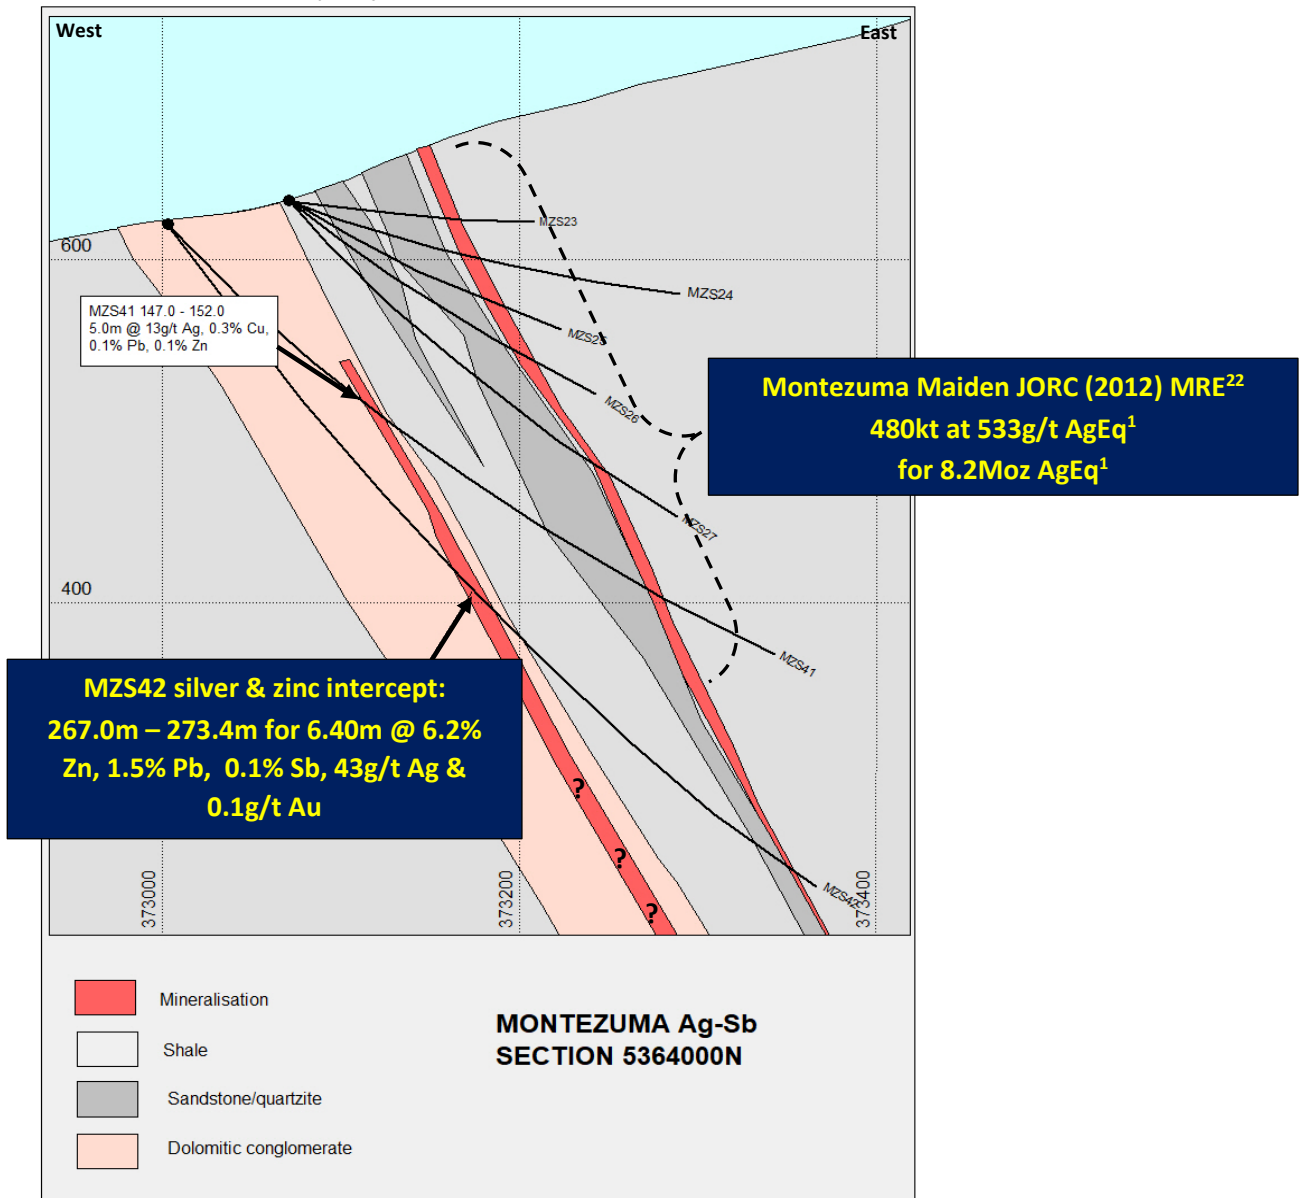 West
East
600
MZS23
MZS24
MZS41 147.0 - 152.0
5.0m @ 13g/t Ag, 0.3% Cu,
0.1% Pb, 0.1% Zn
MZS25
MZS26
Montezuma Maiden JORC (2012) MRE22
480kt at 533g/t AgEq1
for 8.2Moz AgEq1
MZS27
400
MZS41
MZS42 silver & zinc intercept:
267.0m – 273.4m for 6.40m @ 6.2%
Zn, 1.5% Pb, 0.1% Sb, 43g/t Ag &
0.1g/t Au
?
?
?
MZS42
373000
373200
373400
Mineralisation
Shale
Sandstone/quartzite
Dolomitic conglomerate
MONTEZUMA Ag-Sb
SECTION 5364000N